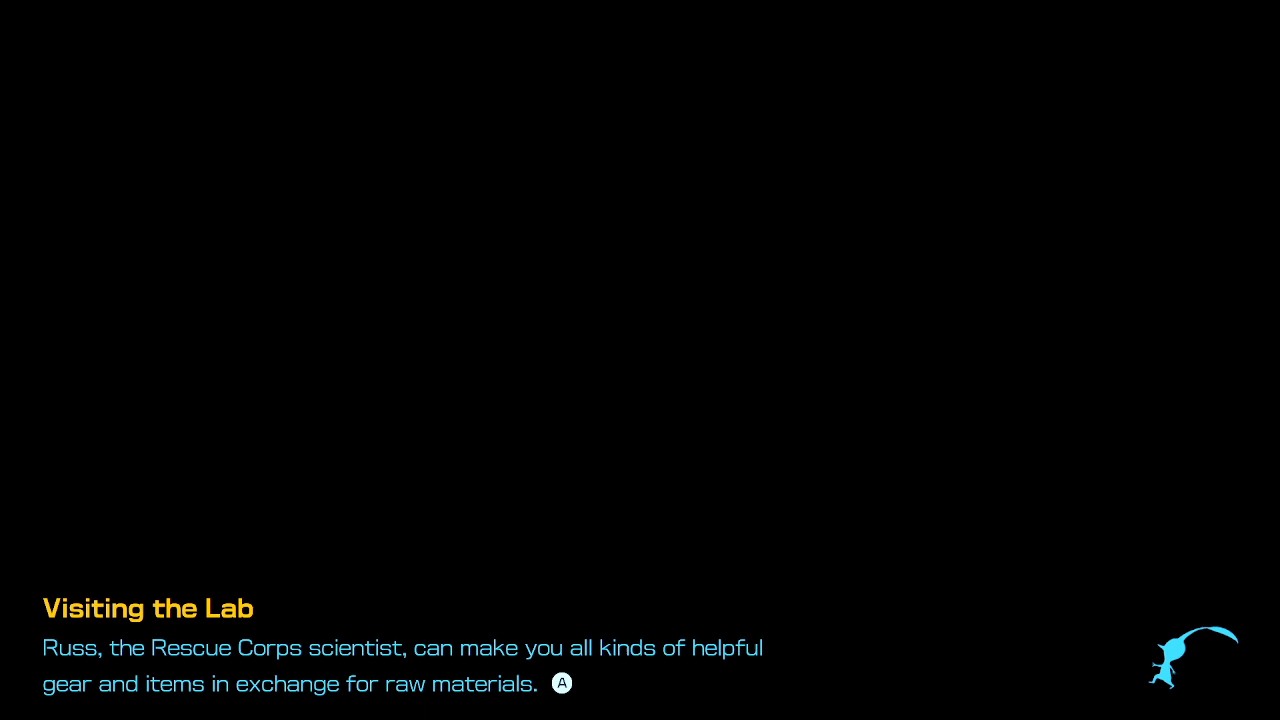 Visiting the Lab
Russ, the Rescue Corps scientist, can make you all kinds of helpful
gear and items in exchange for raw materials. A